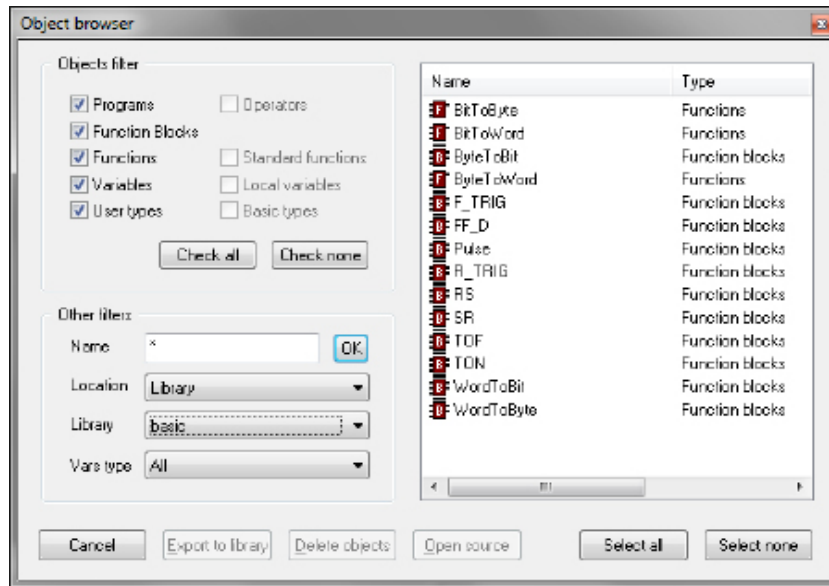 Object browser
Objects filter
Programs
Operators
Function Blocks
Functions
Standard functions
Variables
Local variables
User types
Basic types
Check all
Check none
Other filters
Name
*
OK
Location
Library
Library
basic
Vars type
All
Name Type
BitToByte Functions
BitToWord Functions
ByteToBit Function blocks
ByteToWord Functions
F_TRIG Function blocks
FF_D Function blocks
Pulse Function blocks
R_TRIG Function blocks
RS Function blocks
SR Function blocks
TOF Function blocks
TON Function blocks
WordToBit Function blocks
WordToByte Function blocks
Cancel
Export to library
Delete objects
Open source
Select all
Select none